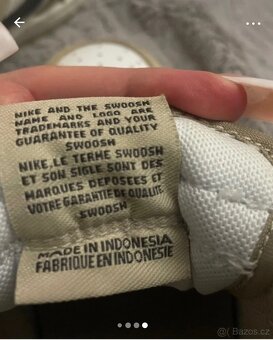 NIKE AND THE SWOOSH
NAME AND LOGO ARE
TRADEMARKS AND YOUR
GUARANTEE OF QUALITY
SWOOSH
NIKE, LE TERME SWOOSH
ET SON SIGLE SONT DES
MARQUES DEPOSÉES ET
VOTRE GARANTIE DE QUALITE
SWOOSH
MADE IN INDONESIA
FABRIQUE EN INDONESIE
@( Bazos.cz